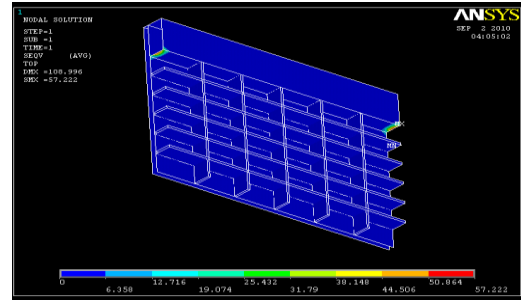 1
NODAL SOLUTION
STEP=1
SUB =1
TIME=1
SEQV (AVG)
TOP
DMX =108.996
SMX =57.222
ANSYS
SEP 2 2010
04:05:02
MX
MN
0 12.716 25.432 38.148 50.864
6.358 19.074 31.79 44.506 57.222